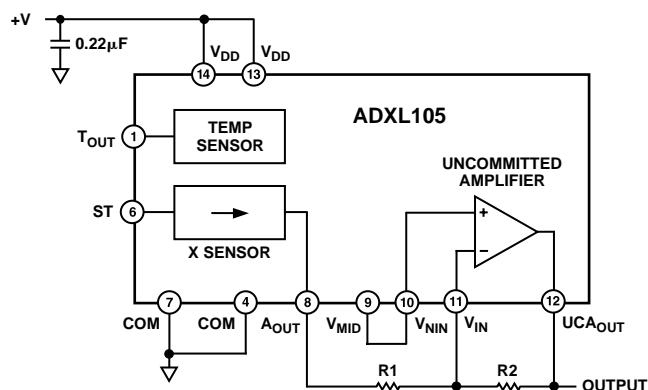 +V
0.22μF
VDD
VDD
14
13
ADXL105
TOUT
1
TEMP
SENSOR
UNCOMMITTED
AMPLIFIER
ST
6
+
−
X SENSOR
7
4
8
9
10
11
12
COM
COM
AOUT
VMID
VNIN
VIN
UCAOUT
R1
R2
OUTPUT